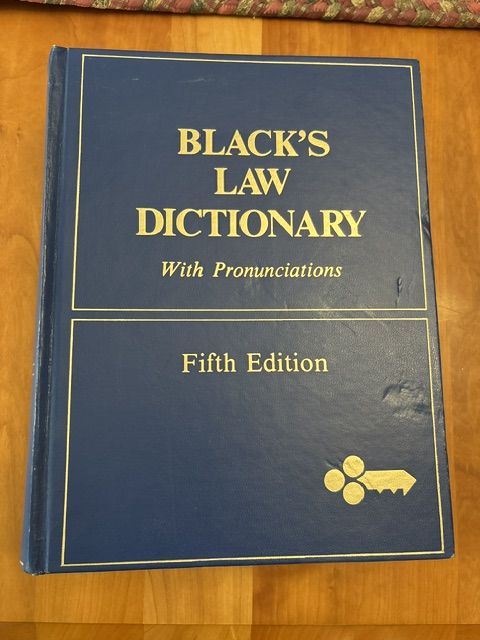 BLACK'S
LAW
DICTIONARY
With Pronunciations
Fifth Edition